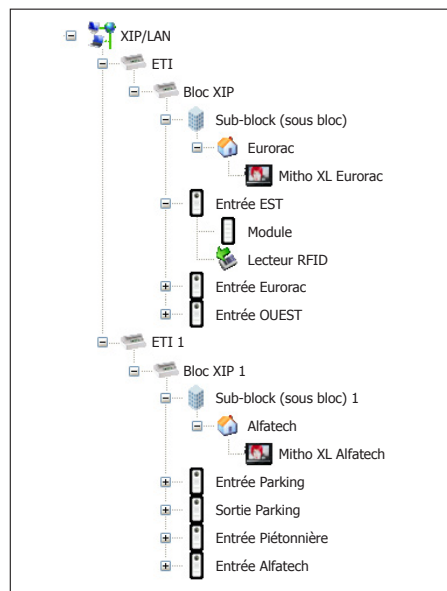 XIP/LAN
ETI
Bloc XIP
Sub-block (sous bloc)
Eurorac
Mitho XL Eurorac
Entrée EST
Module
Lecteur RFID
Entrée Eurorac
Entrée OUEST
ETI 1
Bloc XIP 1
Sub-block (sous bloc) 1
Alfatech
Mitho XL Alfatech
Entrée Parking
Sortie Parking
Entrée Piétonnière
Entrée Alfatech